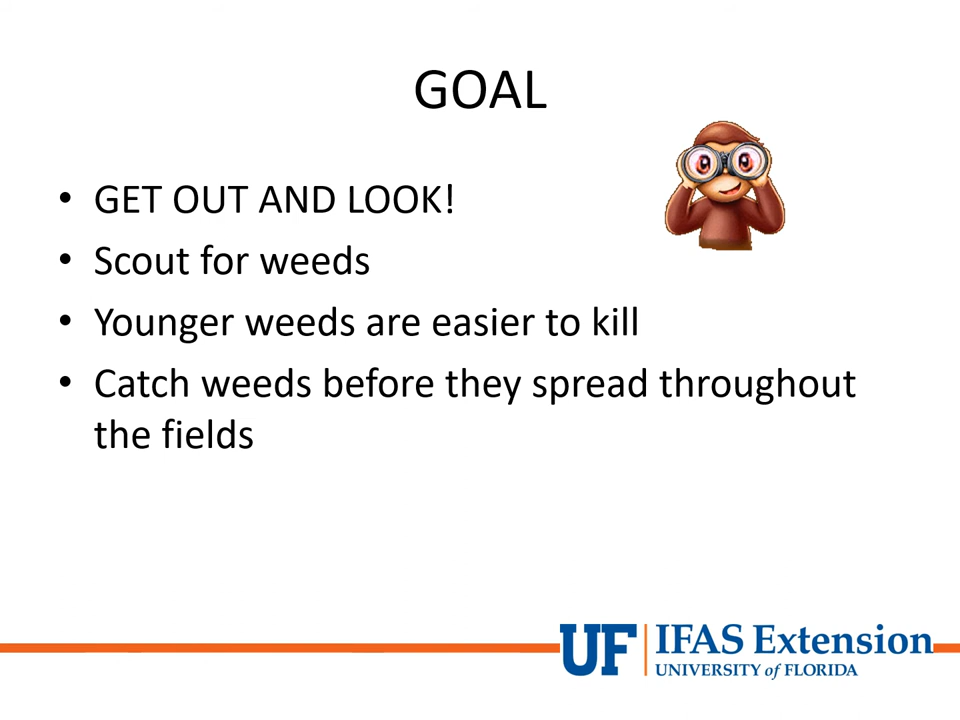 GOAL
• GET OUT AND LOOK!
• Scout for weeds
• Younger weeds are easier to kill
• Catch weeds before they spread throughout
the fields
UF IFAS Extension
UNIVERSITY of FLORIDA